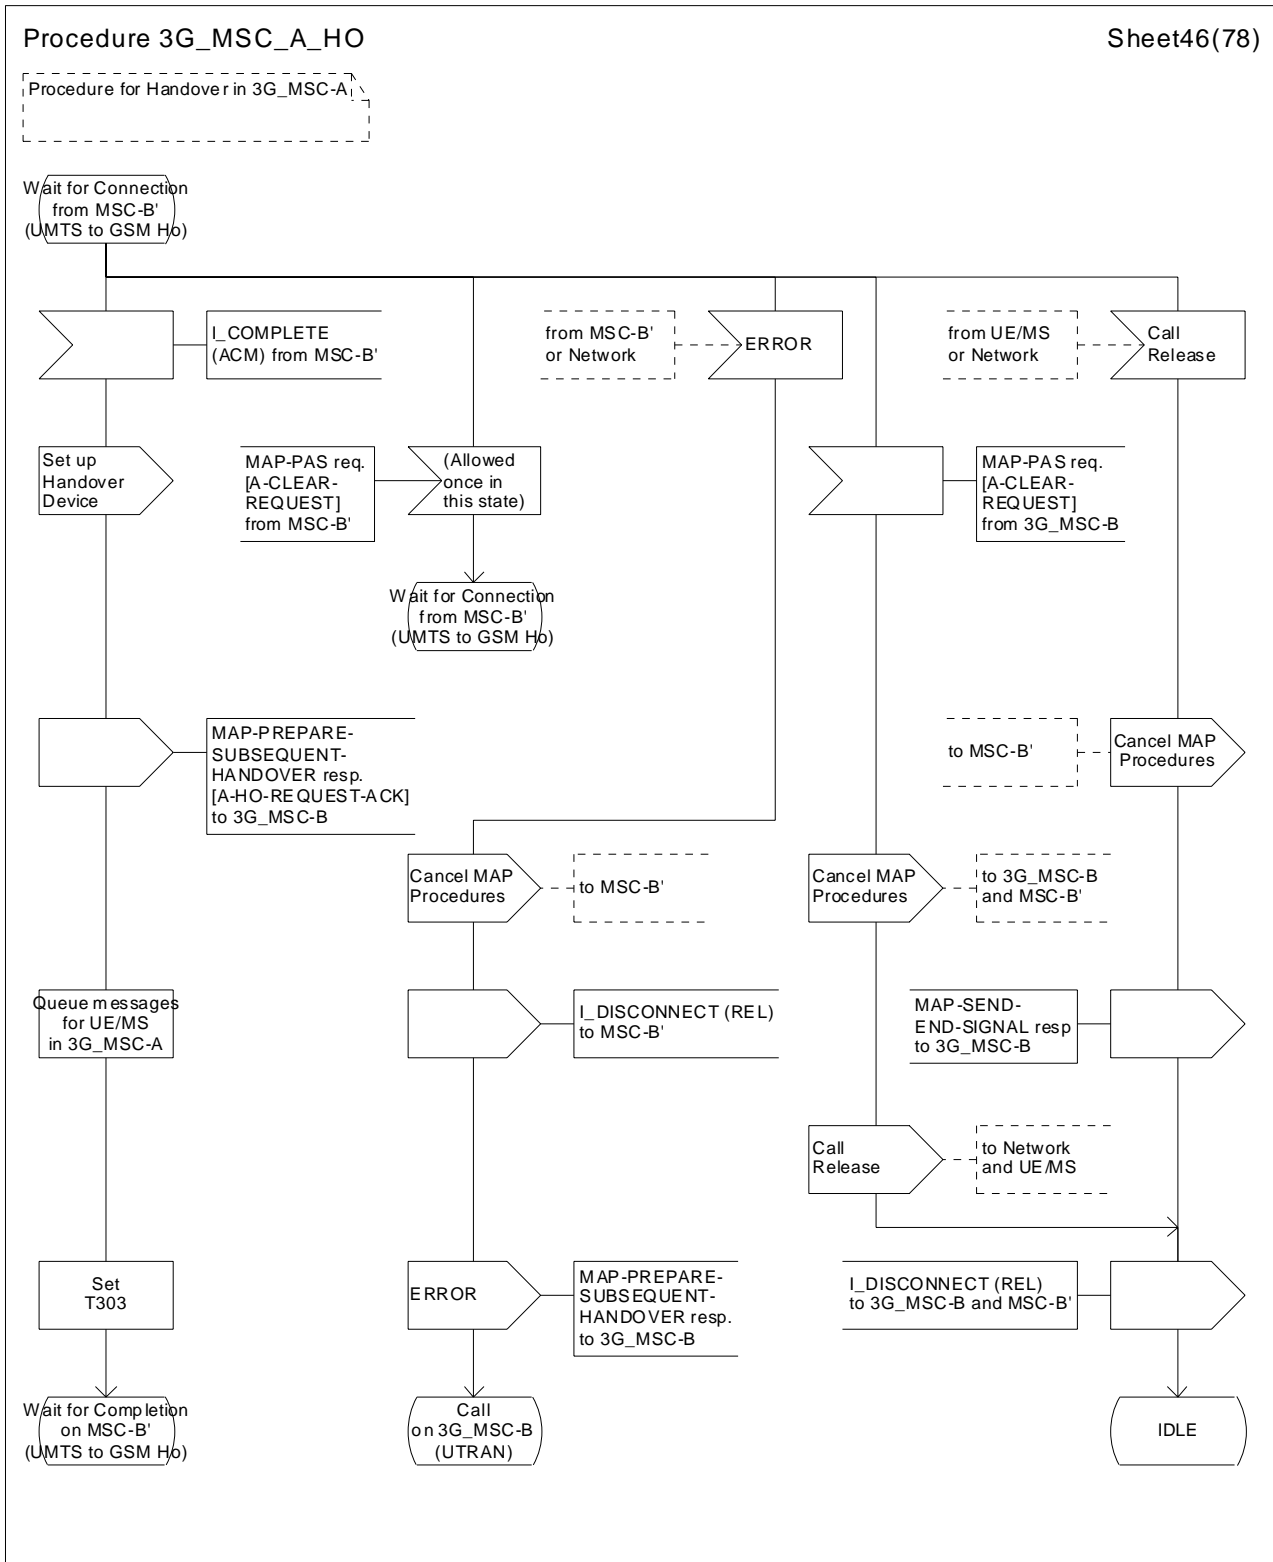 Procedure 3G_MSC_A_HO
Sheet46(78)
Procedure for Handover in 3G_MSC-A
Wait for Connection
from MSC-B'
(UMTS to GSM Ho)
I_COMPLETE
(ACM) from MSC-B'
from MSC-B'
or Network
ERROR
from UE/MS
or Network
Call
Release
Set up
Handover
Device
MAP-PAS req.
[A-CLEAR-
REQUEST]
from MSC-B'
(Allowed
once in
this state)
MAP-PAS req.
[A-CLEAR-
REQUEST]
from 3G_MSC-B
Wait for Connection
from MSC-B'
(UMTS to GSM Ho)
MAP-PREPARE-
SUBSEQUENT-
HANDOVER resp.
[A-HO-REQUEST-ACK]
to 3G_MSC-B
to MSC-B'
Cancel MAP
Procedures
Cancel MAP
Procedures
to MSC-B'
Cancel MAP
Procedures
to 3G_MSC-B
and MSC-B'
Queue messages
for UE/MS
in 3G_MSC-A
I_DISCONNECT (REL)
to MSC-B'
MAP-SEND-
END-SIGNAL resp
to 3G_MSC-B
Call
Release
to Network
and UE/MS
Set
T303
ERROR
MAP-PREPARE-
SUBSEQUENT-
HANDOVER resp.
to 3G_MSC-B
I_DISCONNECT (REL)
to 3G_MSC-B and MSC-B'
Wait for Completion
on MSC-B'
(UMTS to GSM Ho)
Call
on 3G_MSC-B
(UTRAN)
IDLE